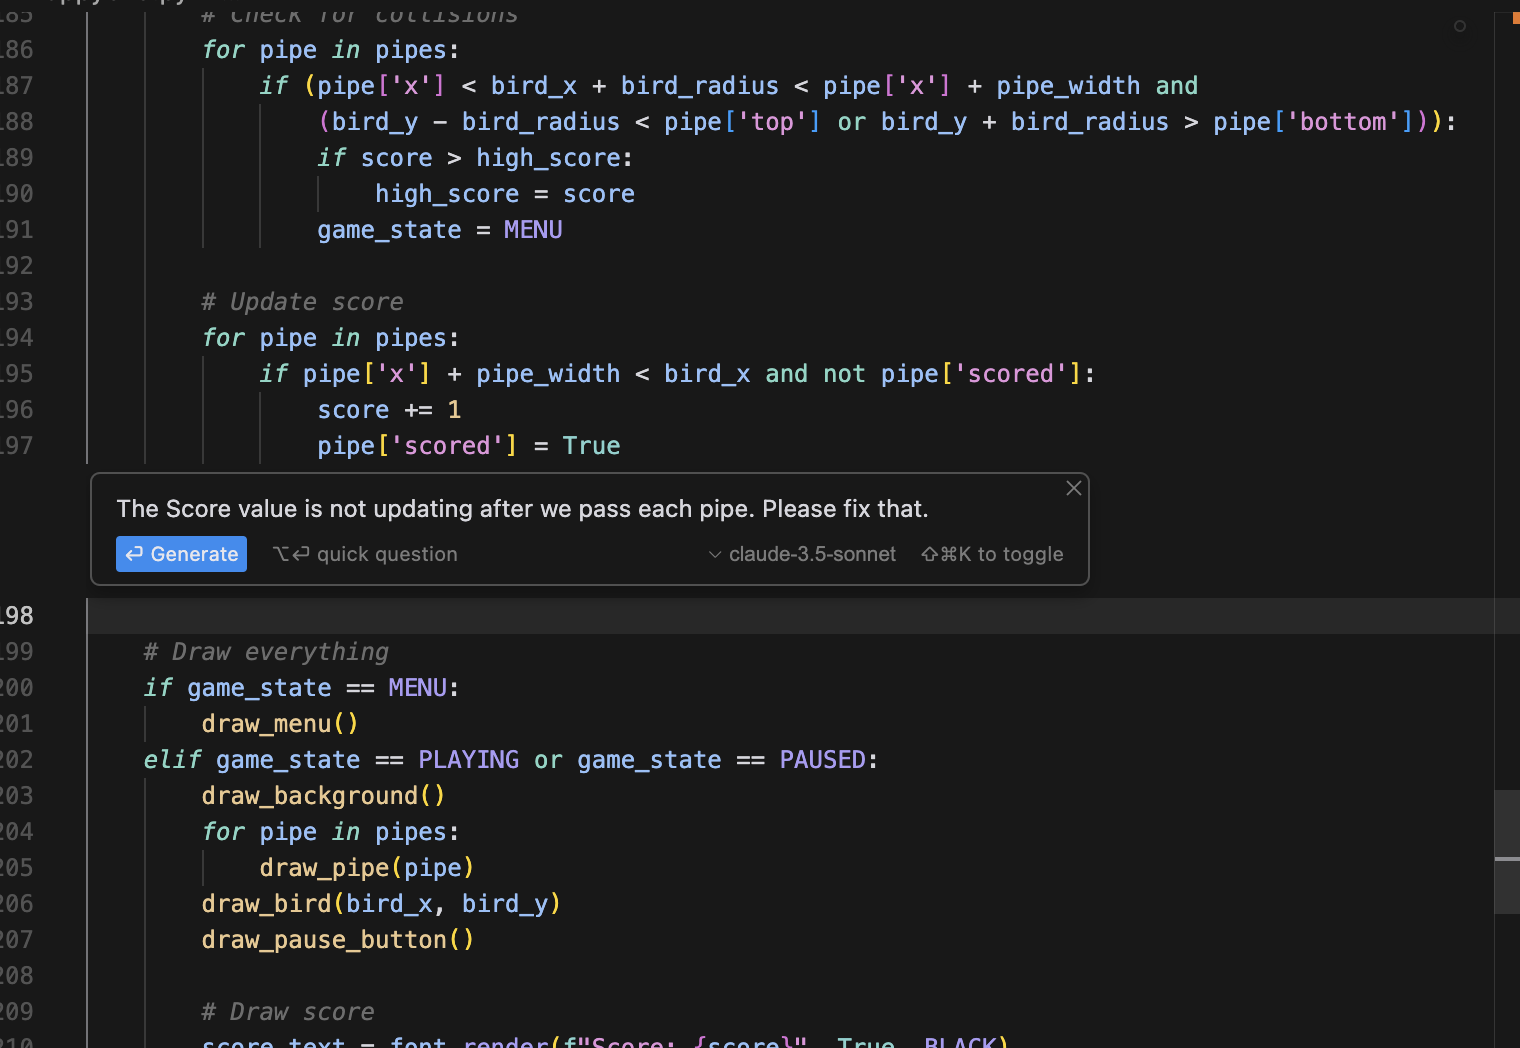 185 # Check for collisions
186 for pipe in pipes:
187 if (pipe['x'] < bird_x + bird_radius < pipe['x'] + pipe_width and
188 (bird_y - bird_radius < pipe['top'] or bird_y + bird_radius > pipe['bottom'])):
189 if score > high_score:
190 high_score = score
191 game_state = MENU
192
193 # Update score
194 for pipe in pipes:
195 if pipe['x'] + pipe_width < bird_x and not pipe['scored']:
196 score += 1
197 pipe['scored'] = True
The Score value is not updating after we pass each pipe. Please fix that.
⏎ Generate ⌥⏎ quick question claude-3.5-sonnet ⇧⌘K to toggle
198
199 # Draw everything
200 if game_state == MENU:
201 draw_menu()
202 elif game_state == PLAYING or game_state == PAUSED:
203 draw_background()
204 for pipe in pipes:
205 draw_pipe(pipe)
206 draw_bird(bird_x, bird_y)
207 draw_pause_button()
208
209 # Draw score
210 score_text = font.render(f"Score: {score}", True, BLACK)